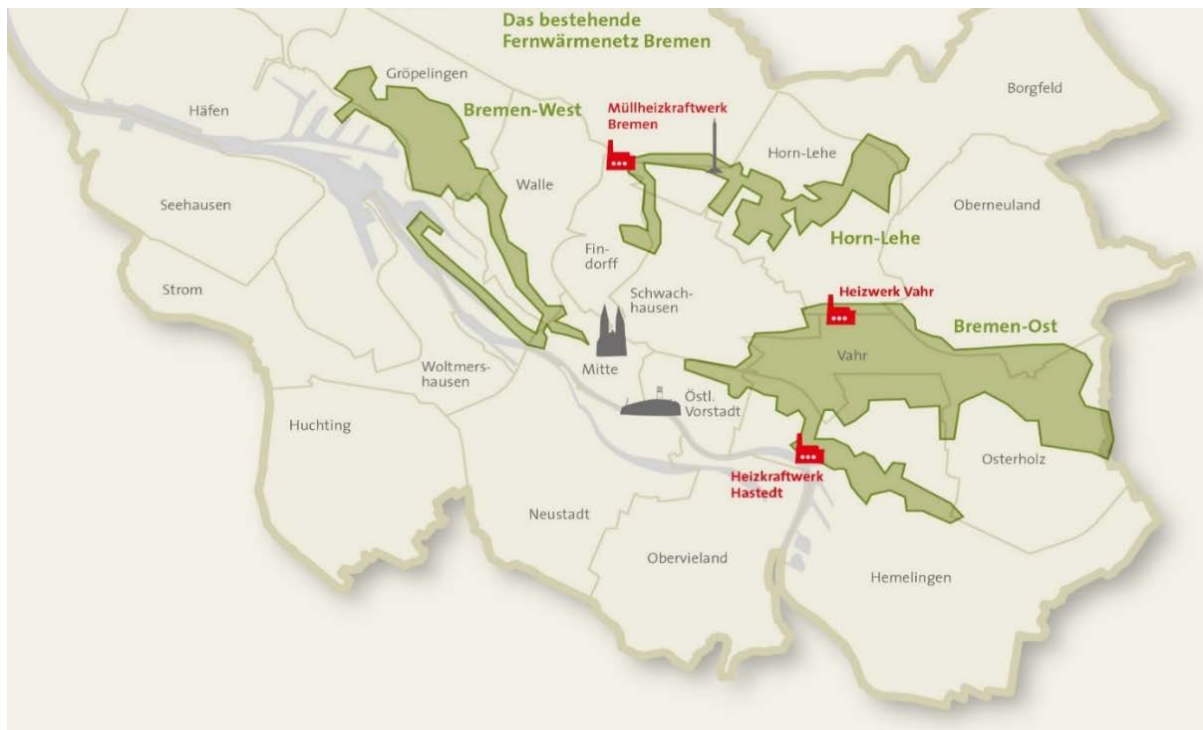 Das bestehende
Fernwärmenetz Bremen
Gröpelingen
Borgfeld
Häfen
Bremen-West
Müllheizkraftwerk
Bremen
Horn-Lehe
Walle
Seehausen
Oberneuland
Horn-Lehe
Fin-
dorff
Strom
Schwach-
hausen
Heizwerk Vahr
Bremen-Ost
Vahr
Mitte
Woltmers-
hausen
Östl.
Vorstadt
Huchting
Osterholz
Heizkraftwerk
Hastedt
Neustadt
Obervieland
Hemelingen